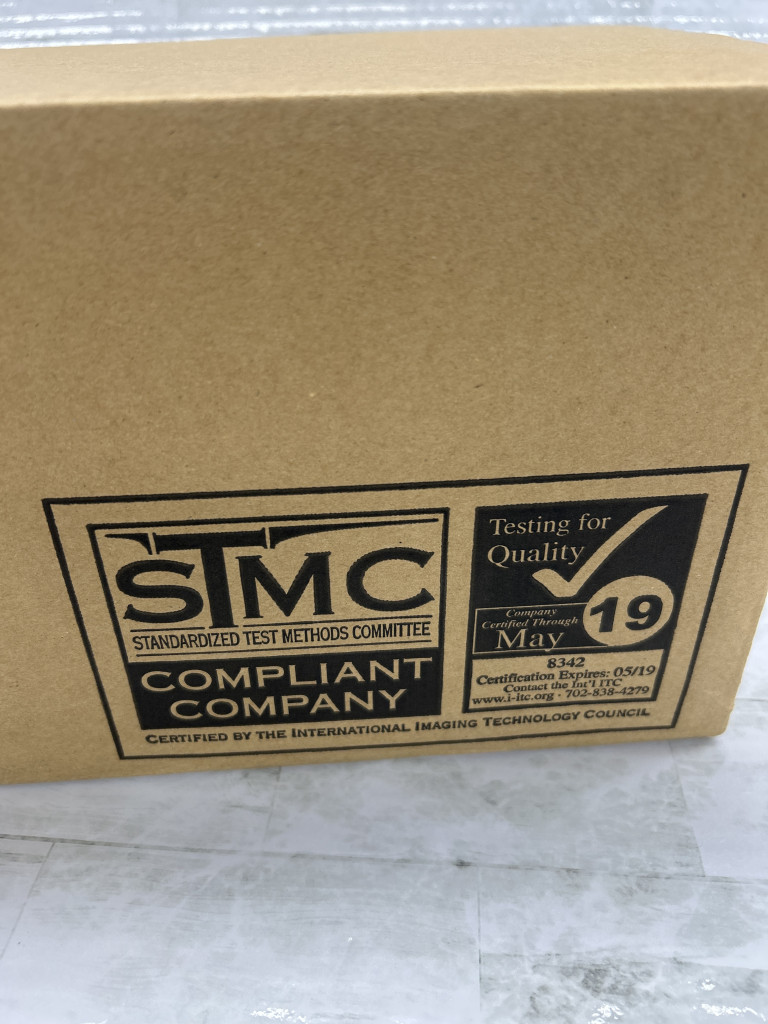 STMC
STANDARDIZED TEST METHODS COMMITTEE
COMPLIANT
COMPANY
Testing for
Quality
Company
Certified Through
May
19
8342
Certification Expires: 05/19
Contact the Int'l ITC
www.i-itc.org · 702-838-4279
CERTIFIED BY THE INTERNATIONAL IMAGING TECHNOLOGY COUNCIL